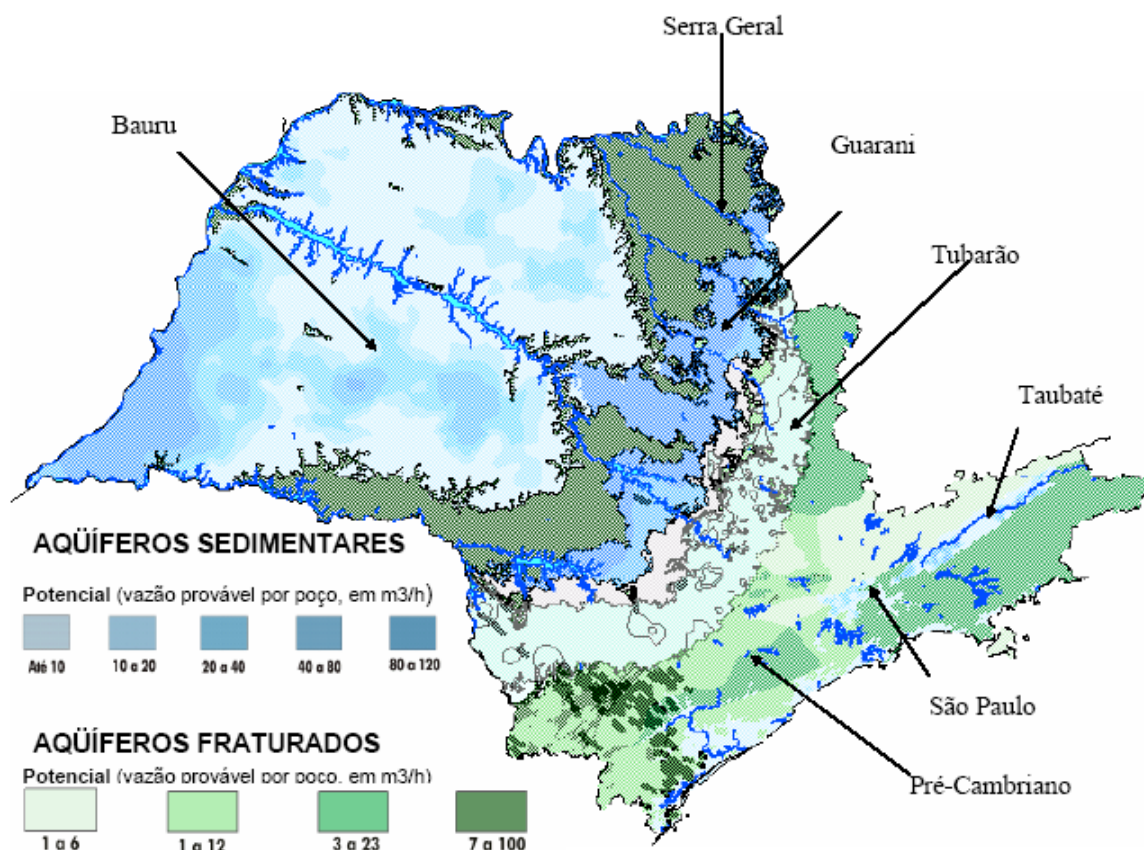 Serra Geral
Bauru
Guarani
Tubarão
Taubaté
AQÜÍFEROS SEDIMENTARES
Potencial (vazão provável por poço, em m3/h)
Até 10 10 a 20 20 a 40 40 a 80 80 a 120
São Paulo
AQÜÍFEROS FRATURADOS
Potencial (vazão provável por poço, em m3/h)
Pré-Cambriano
1 a 6 1 a 12 3 a 23 7 a 100